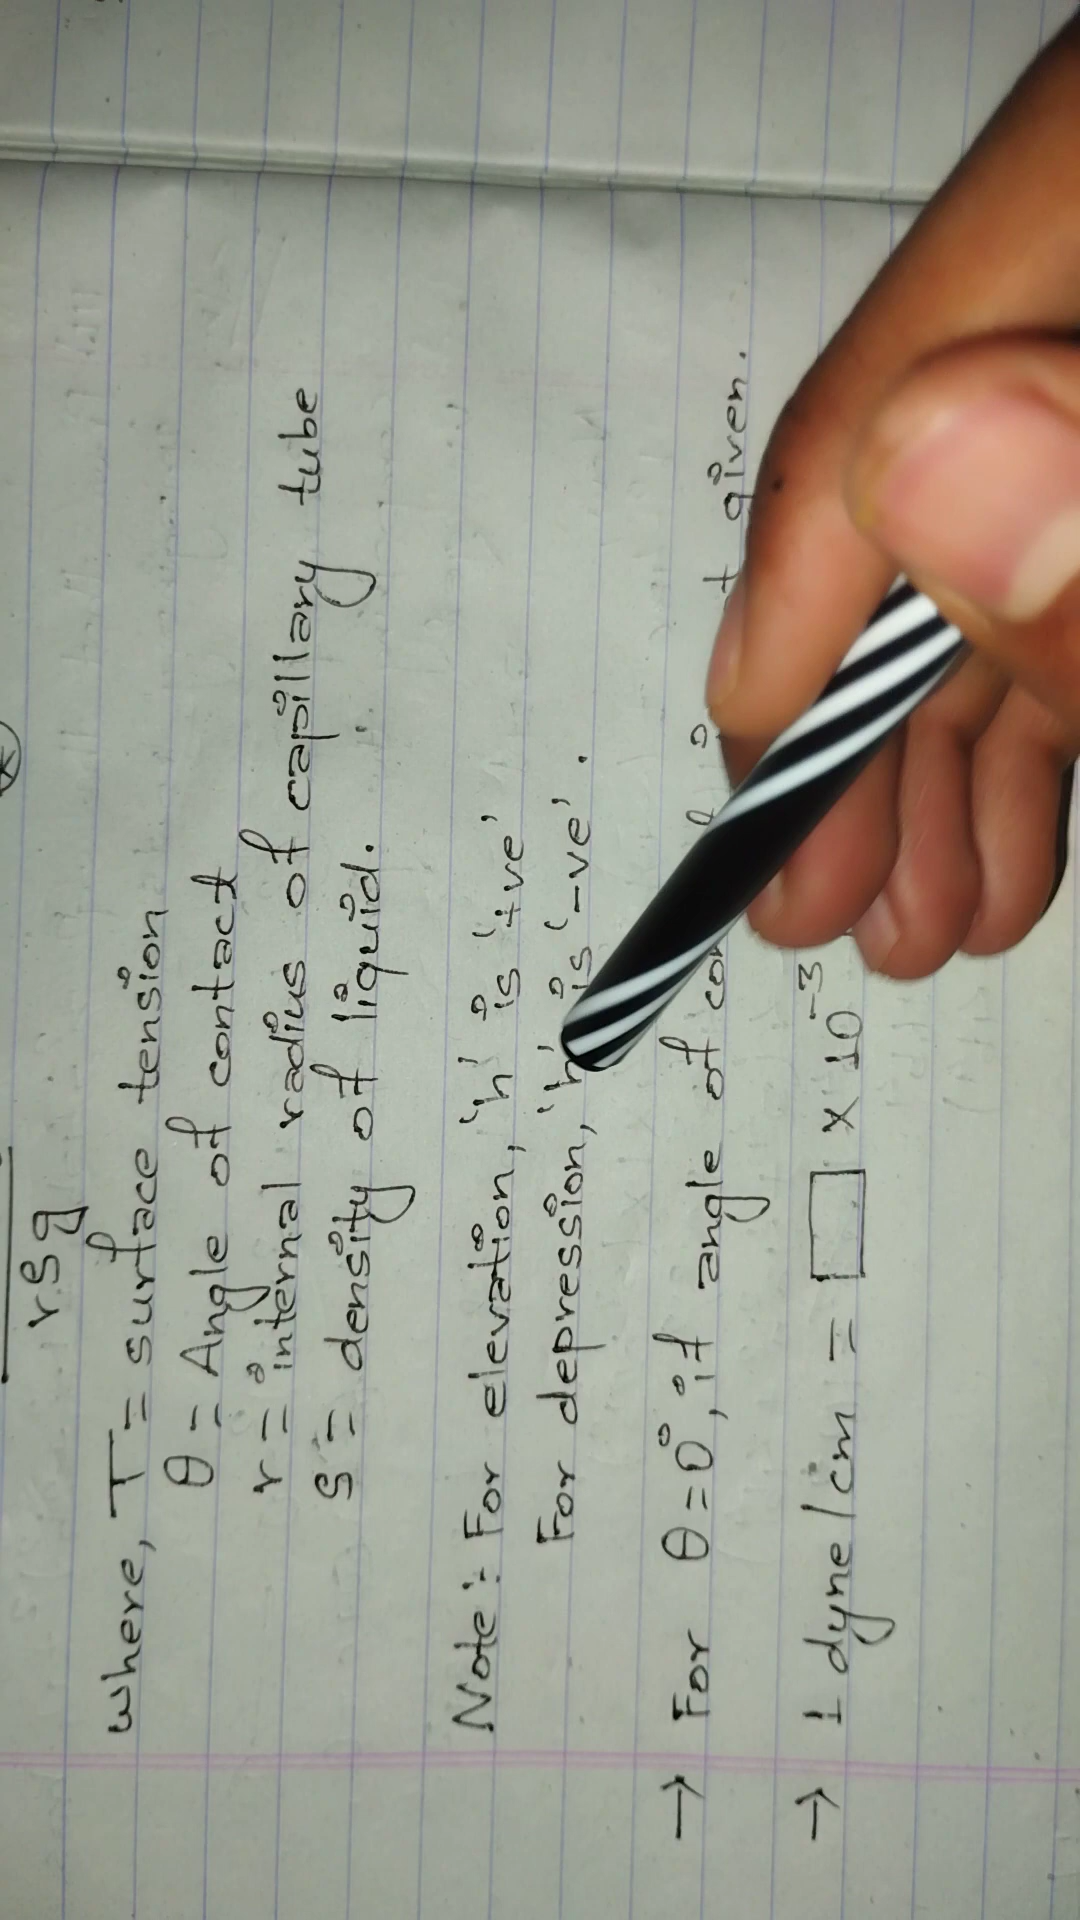 rρg
where, T = surface tension
θ = Angle of contact
r = internal radius of capillary tube
ρ = density of liquid.
Note: For elevation, 'h' is '+ve'
For depression, 'h' is '-ve'.
→ For θ=0°, if angle of given.
→ 1 dyne/cm = □ × 10⁻³